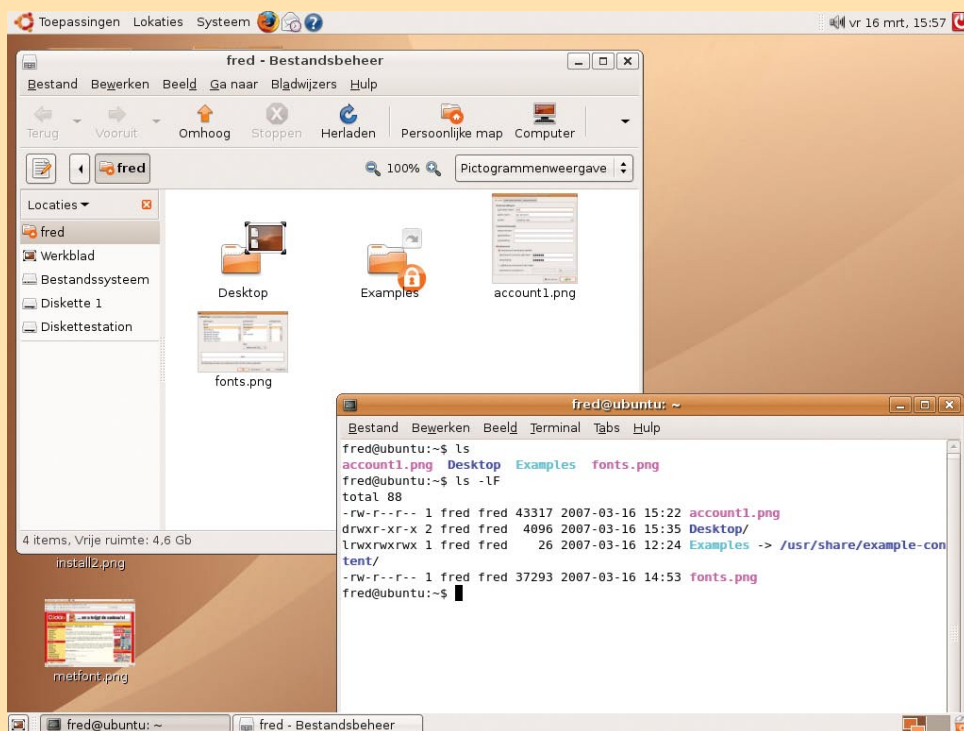 Toepassingen Lokaties Systeem
vr 16 mrt, 15:57
fred - Bestandsbeheer
Bestand Bewerken Beeld Ga naar Bladwijzers Hulp
Terug Vooruit Omhoog Stoppen Herladen Persoonlijke map Computer
fred 100% Pictogrammenweergave
Locaties
fred
Werkblad
Bestandssysteem
Diskette 1
Diskettestation
Desktop Examples account1.png
fonts.png
4 items, Vrije ruimte: 4,6 Gb
fred@ubuntu: ~
Bestand Bewerken Beeld Terminal Tabs Hulp
fred@ubuntu:~$ ls
account1.png Desktop Examples fonts.png
fred@ubuntu:~$ ls -lF
total 88
-rw-r--r-- 1 fred fred 43317 2007-03-16 15:22 account1.png
drwxr-xr-x 2 fred fred 4096 2007-03-16 15:35 Desktop/
lrwxrwxrwx 1 fred fred 26 2007-03-16 12:24 Examples -> /usr/share/example-con
tent/
-rw-r--r-- 1 fred fred 37293 2007-03-16 14:53 fonts.png
fred@ubuntu:~$
install2.png
metfont.png
fred@ubuntu: ~ fred - Bestandsbeheer